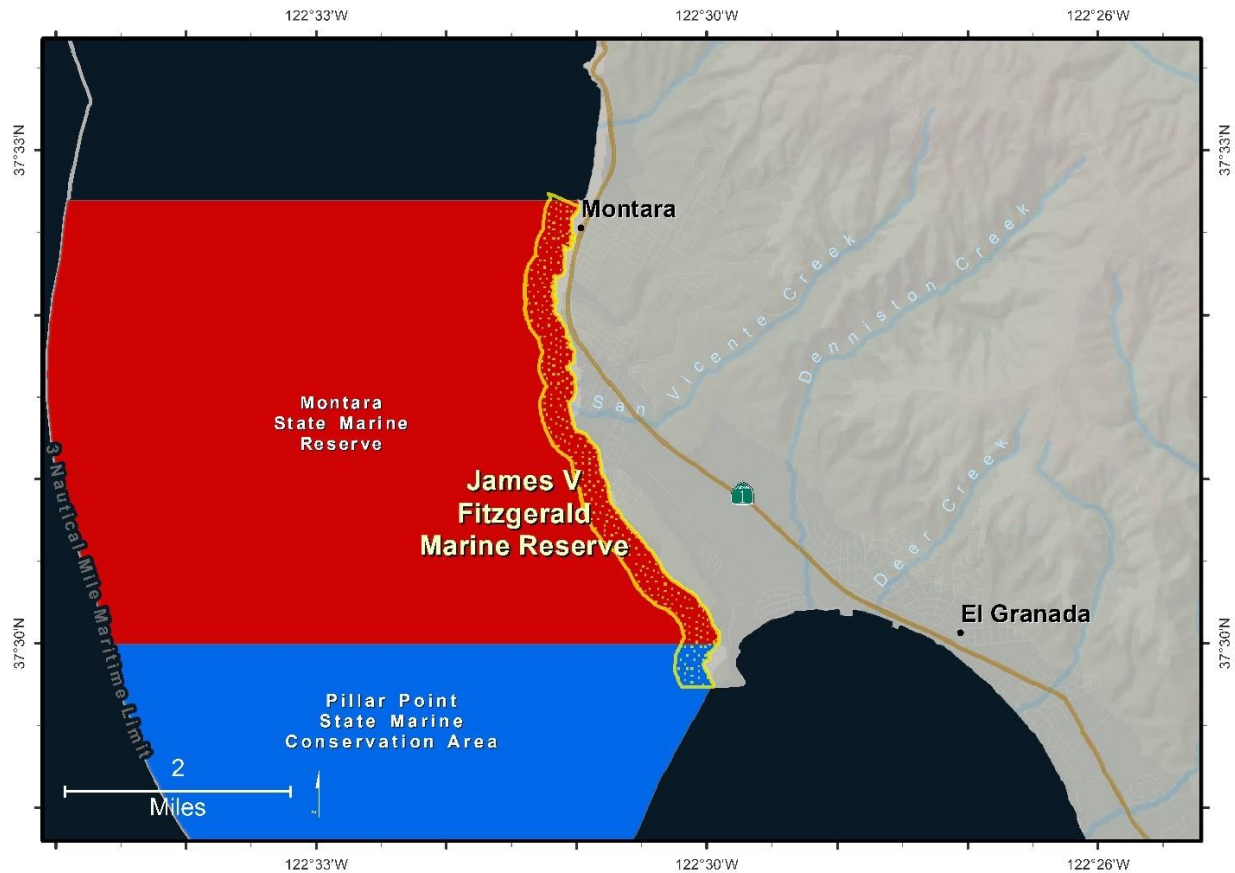 122°33'W 122°30'W 122°26'W
37°33'N 37°33'N
Montara
San Vicente Creek
Denniston Creek
Montara
State Marine
Reserve
James V
Fitzgerald
Marine Reserve
3 Nautical Mile Maritime Limit
1
Deer Creek
El Granada
37°30'N 37°30'N
Pillar Point
State Marine
Conservation Area
2
Miles
122°33'W 122°30'W 122°26'W